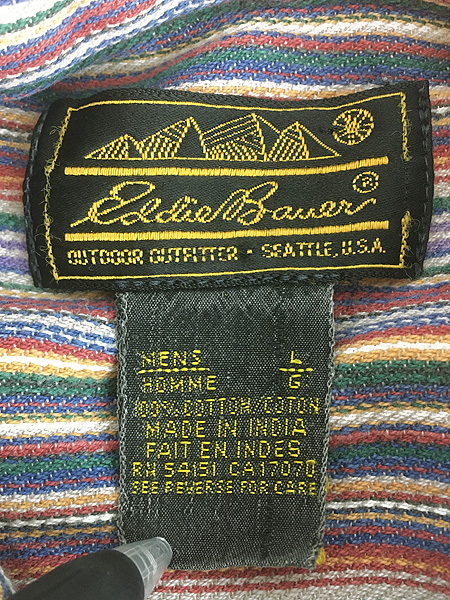 Eddie Bauer®
OUTDOOR OUTFITTER • SEATTLE, U.S.A.
MENS L
HOMME G
100% COTTON/COTON
MADE IN INDIA
FAIT EN INDES
RN 54151 CA17070
SEE REVERSE FOR CARE